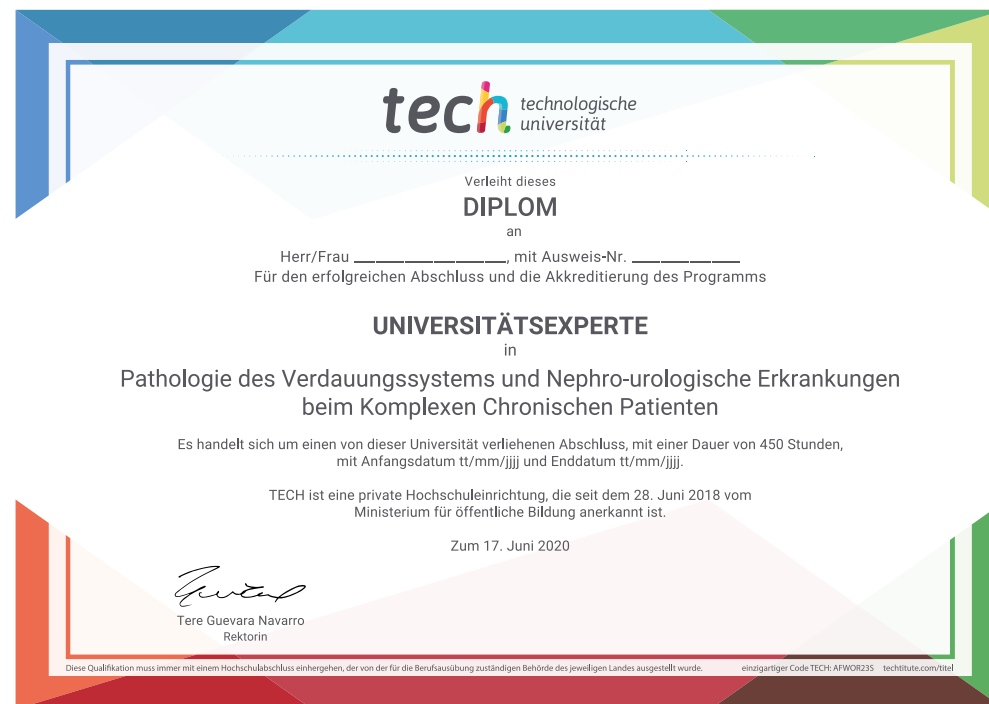 tech technologische
universität
Verleiht dieses
DIPLOM
an
Herr/Frau ______________, mit Ausweis-Nr. __________
Für den erfolgreichen Abschluss und die Akkreditierung des Programms
UNIVERSITÄTSEXPERTE
in
Pathologie des Verdauungssystems und Nephro-urologische Erkrankungen
beim Komplexen Chronischen Patienten
Es handelt sich um einen von dieser Universität verliehenen Abschluss, mit einer Dauer von 450 Stunden,
mit Anfangsdatum tt/mm/jjjj und Enddatum tt/mm/jjjj.
TECH ist eine private Hochschuleinrichtung, die seit dem 28. Juni 2018 vom
Ministerium für öffentliche Bildung anerkannt ist.
Zum 17. Juni 2020
Tere Guevara Navarro
Rektorin
Diese Qualifikation muss immer mit einem Hochschulabschluss einhergehen, der von der für die Berufsausübung zuständigen Behörde des jeweiligen Landes ausgestellt wurde. einzigartiger Code TECH: AFWOR23S techtitute.com/titel